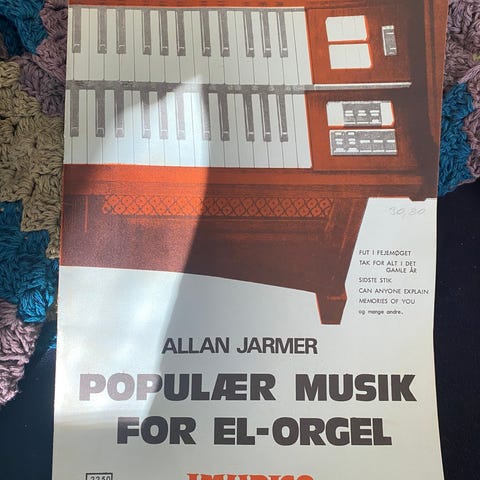 30,80
FUT I FEJEMØGET
TAK FOR ALT I DET
GAMLE ÅR
SIDSTE STIK
CAN ANYONE EXPLAIN
MEMORIES OF YOU
og mange andre.
ALLAN JARMER
POPULÆR MUSIK
FOR EL-ORGEL
2250